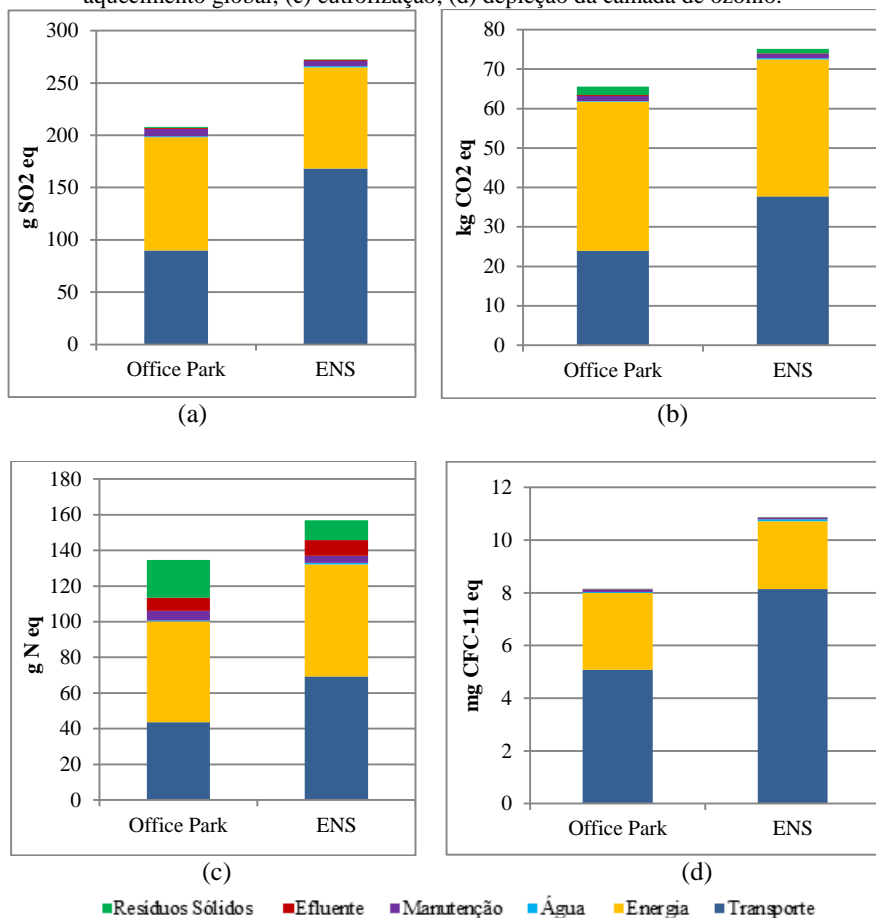 aquecimento global; (c) eutrofização; (d) depleção da camada de ozônio.
300
250
200
150
100
50
0
g SO2 eq
Office Park
ENS
(a)
80
70
60
50
40
30
20
10
0
kg CO2 eq
Office Park
ENS
(b)
180
160
140
120
100
80
60
40
20
0
g N eq
Office Park
ENS
(c)
12
10
8
6
4
2
0
mg CFC-11 eq
Office Park
ENS
(d)
Resíduos Sólidos Efluente Manutenção Água Energia Transporte